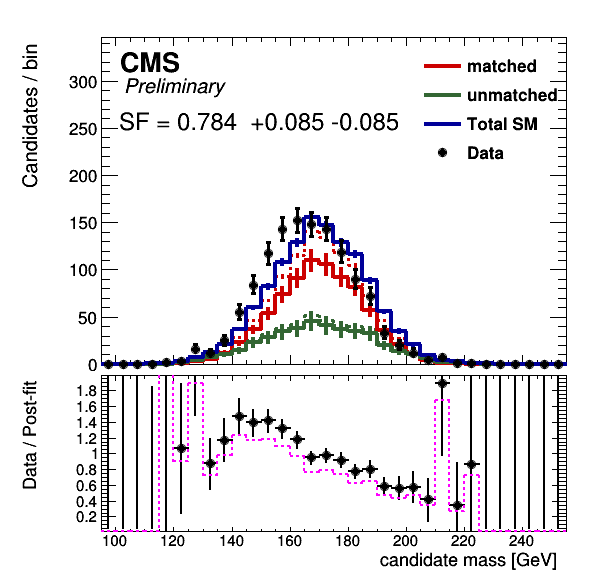 CMS
Preliminary
SF = 0.784 +0.085 -0.085
matched
unmatched
Total SM
Data
Candidates / bin
300
250
200
150
100
50
0
Data / Post-fit
1.8
1.6
1.4
1.2
1
0.8
0.6
0.4
0.2
100 120 140 160 180 200 220 240
candidate mass [GeV]